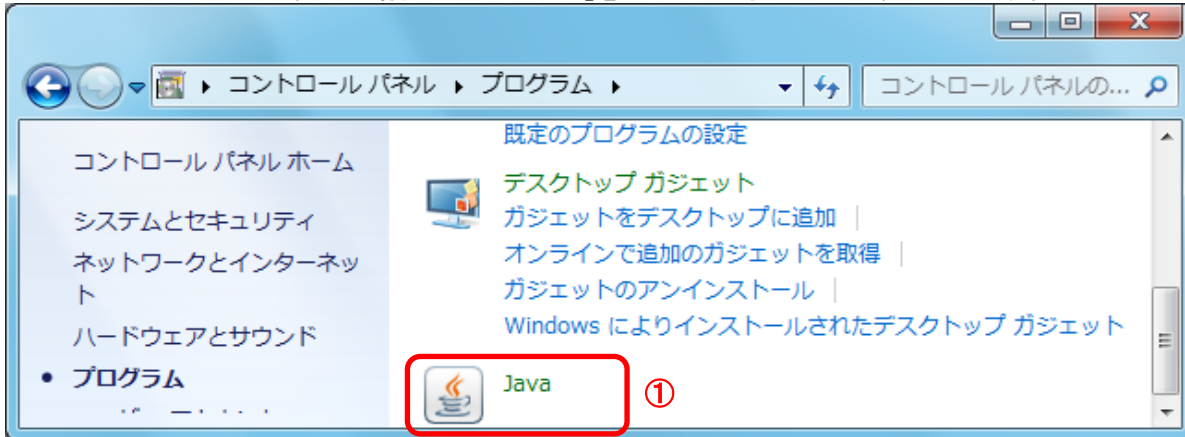 コントロール パネル プログラム
コントロール パネルの...
コントロール パネル ホーム
システムとセキュリティ
ネットワークとインターネッ
ト
ハードウェアとサウンド
プログラム
既定のプログラムの設定
デスクトップ ガジェット
ガジェットをデスクトップに追加
オンラインで追加のガジェットを取得
ガジェットのアンインストール
Windows によりインストールされたデスクトップ ガジェット
Java
①